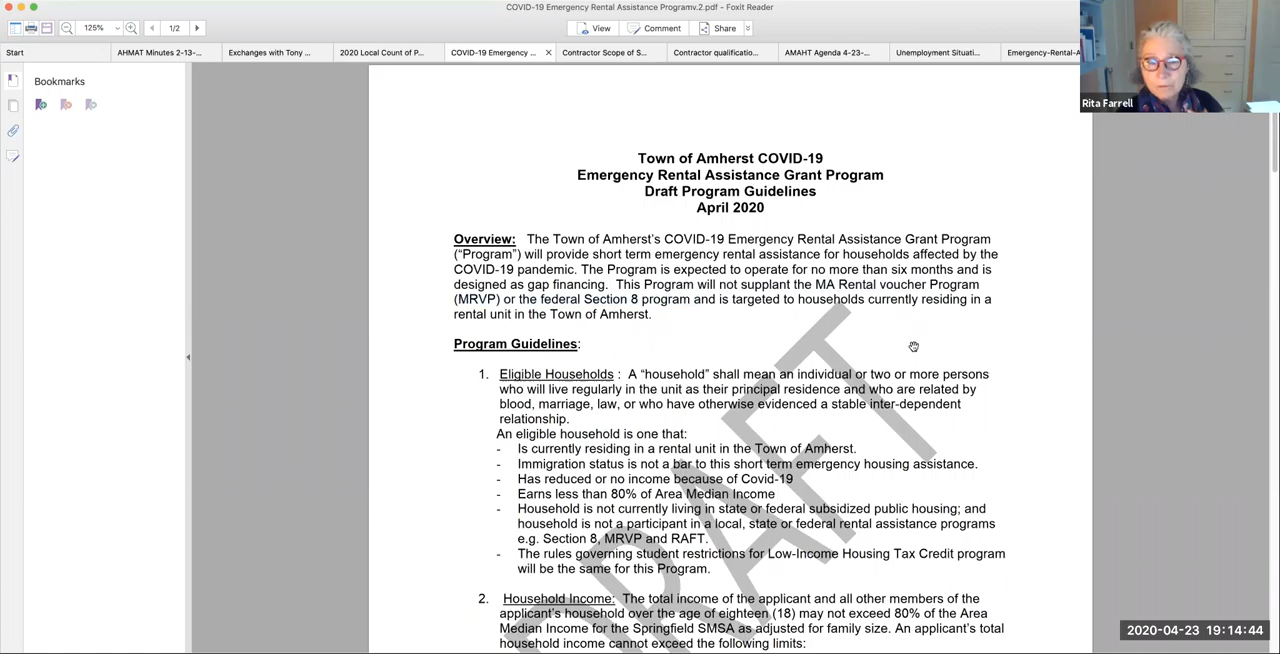 COVID-19 Emergency Rental Assistance Programv.2.pdf - Foxit Reader
125%
1/2
View
Comment
Share
Start
AHMAT Minutes 2-13-...
Exchanges with Tony ...
2020 Local Count of P...
COVID-19 Emergency ...
Contractor Scope of S...
Contractor qualificatio...
AMAHT Agenda 4-23-...
Unemployment Situati...
Emergency-Rental-A
Rita Farrell
Bookmarks
Town of Amherst COVID-19
Emergency Rental Assistance Grant Program
Draft Program Guidelines
April 2020
Overview: The Town of Amherst's COVID-19 Emergency Rental Assistance Grant Program
("Program") will provide short term emergency rental assistance for households affected by the
COVID-19 pandemic. The Program is expected to operate for no more than six months and is
designed as gap financing. This Program will not supplant the MA Rental voucher Program
(MRVP) or the federal Section 8 program and is targeted to households currently residing in a
rental unit in the Town of Amherst.
Program Guidelines:
1. Eligible Households : A "household" shall mean an individual or two or more persons
who will live regularly in the unit as their principal residence and who are related by
blood, marriage, law, or who have otherwise evidenced a stable inter-dependent
relationship.
An eligible household is one that:
- Is currently residing in a rental unit in the Town of Amherst.
- Immigration status is not a bar to this short term emergency housing assistance.
- Has reduced or no income because of Covid-19
- Earns less than 80% of Area Median Income
- Household is not currently living in state or federal subsidized public housing; and
household is not a participant in a local, state or federal rental assistance programs
e.g. Section 8, MRVP and RAFT.
- The rules governing student restrictions for Low-Income Housing Tax Credit program
will be the same for this Program.
2. Household Income: The total income of the applicant and all other members of the
applicant's household over the age of eighteen (18) may not exceed 80% of the Area
Median Income for the Springfield SMSA as adjusted for family size. An applicant's total
household income cannot exceed the following limits:
DRAFT
2020-04-23 19:14:44